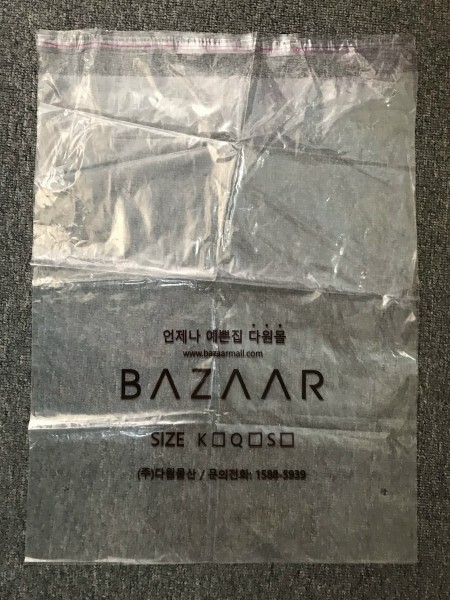 언제나 예쁜집 다원몰
www.bazaarmall.com
BAZAAR
SIZE K□Q□S□
(주)다원물산 / 문의전화: 1588-5939